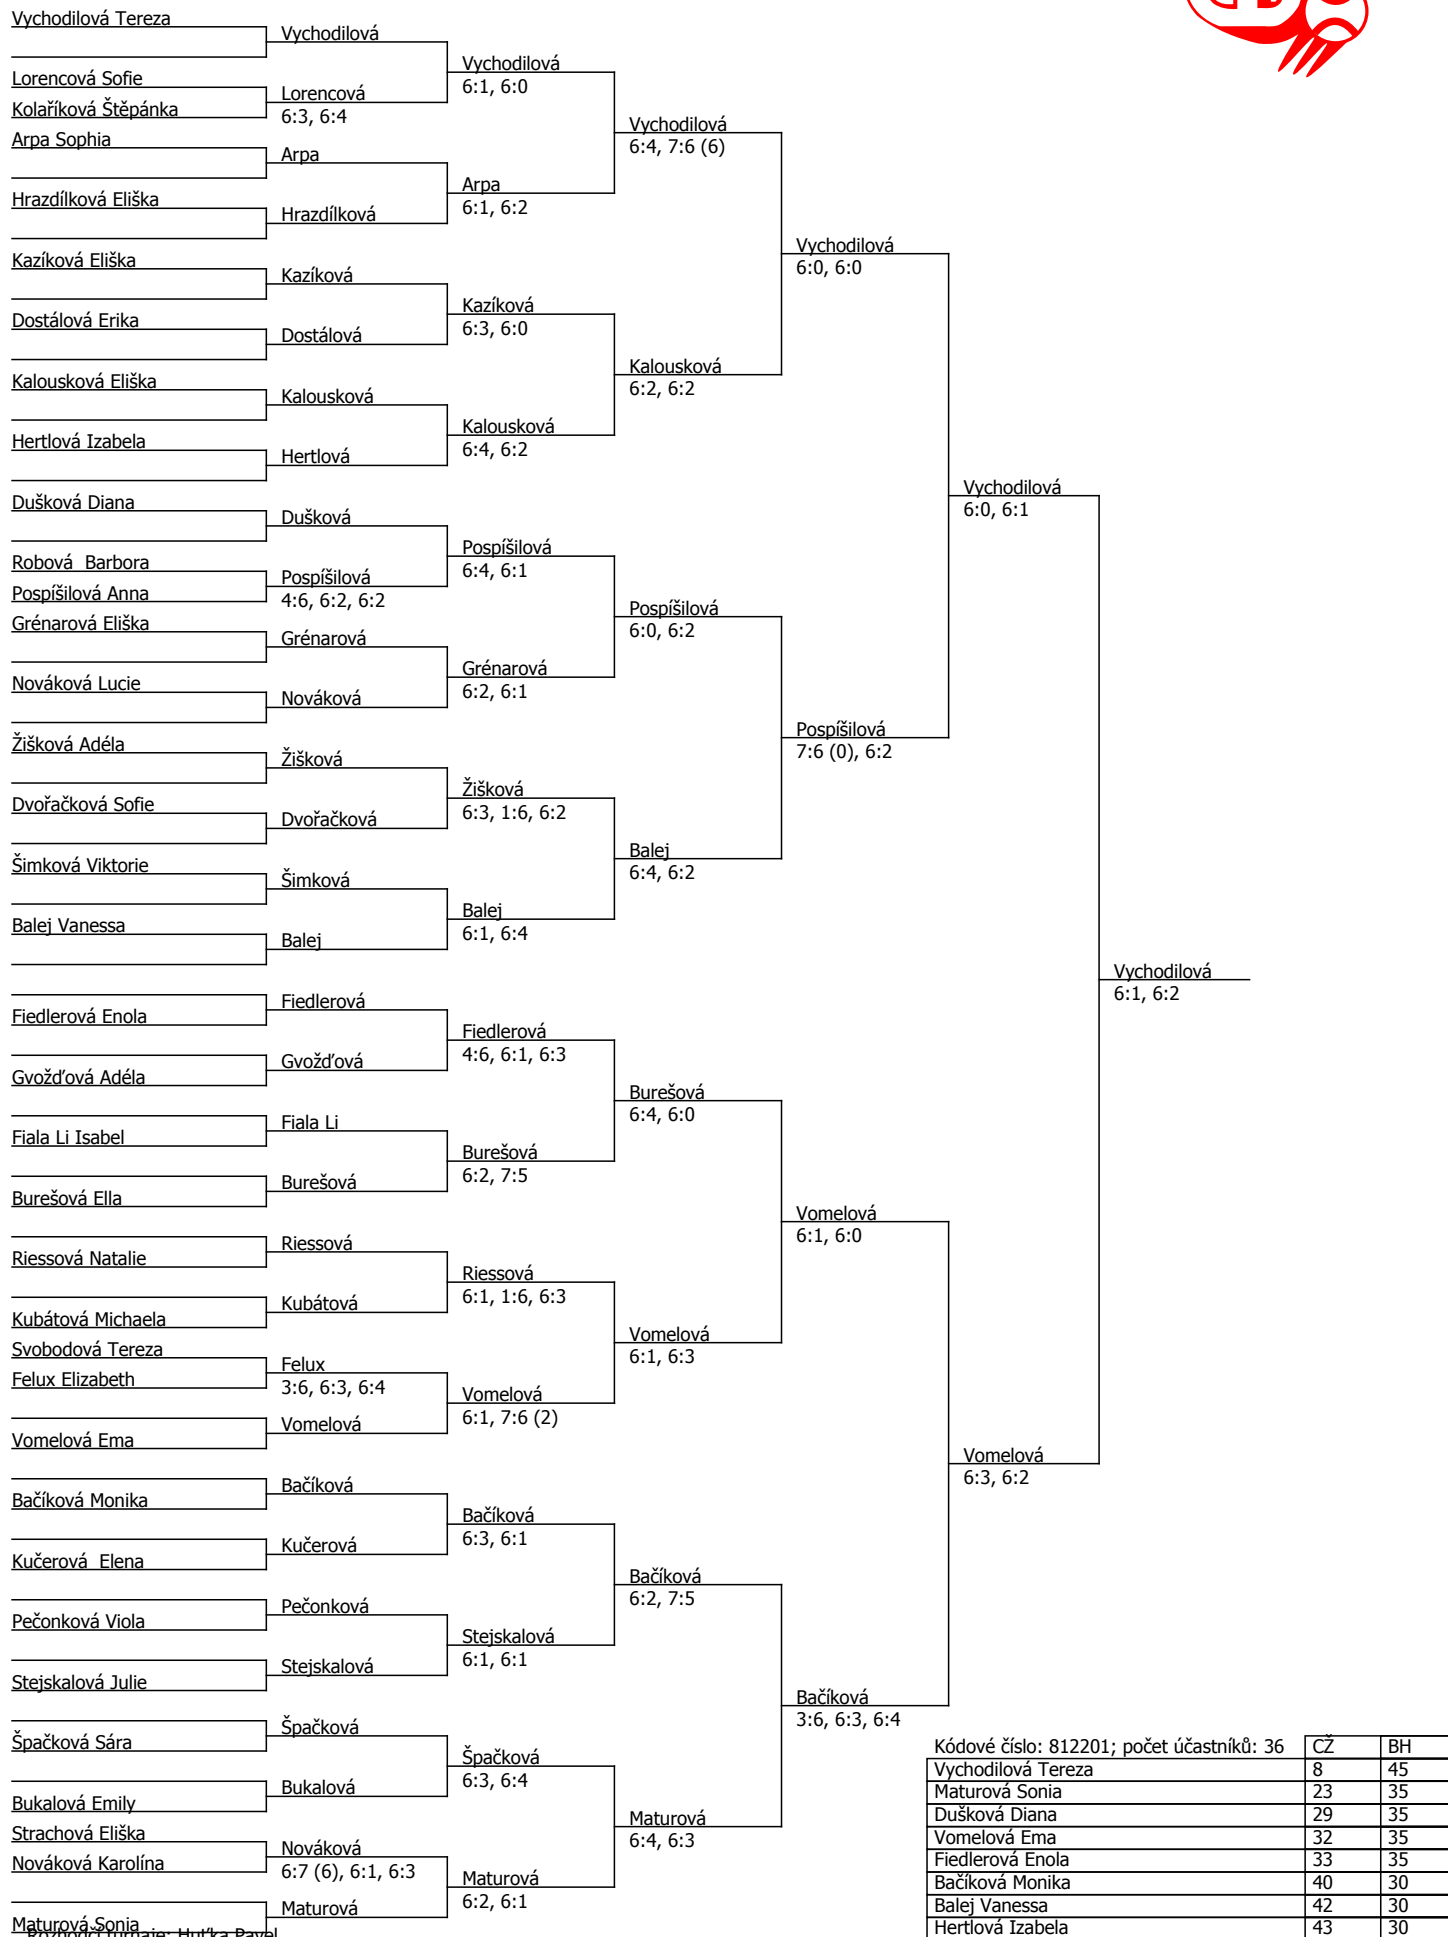 Vychodilová Tereza
Lorencová Sofie
Kolaříková Štěpánka
Arpa Sophia
Hrazdílková Eliška
Kazíková Eliška
Dostálová Erika
Kalousková Eliška
Hertlová Izabela
Dušková Diana
Robová  Barbora
Pospíšilová Anna
Grénarová Eliška
Nováková Lucie
Žišková Adéla
Dvořačková Sofie
Šimková Viktorie
Balej Vanessa
Fiedlerová Enola
Gvožďová Adéla
Fiala Li Isabel
Burešová Ella
Riessová Natalie
Kubátová Michaela
Svobodová Tereza
Felux Elizabeth
Vomelová Ema
Bačíková Monika
Kučerová  Elena
Pečonková Viola
Stejskalová Julie
Špačková Sára
Bukalová Emily
Strachová Eliška
Nováková Karolína
Maturová Sonia
Rozhodčí turnaje: Huťka Pavel
Vychodilová
Lorencová
6:3, 6:4
Arpa
Hrazdílková
Kazíková
Dostálová
Kalousková
Hertlová
Dušková
Pospíšilová
4:6, 6:2, 6:2
Grénarová
Nováková
Žišková
Dvořačková
Šimková
Balej
Fiedlerová
Gvožďová
Fiala Li
Burešová
Riessová
Kubátová
Felux
3:6, 6:3, 6:4
Vomelová
Bačíková
Kučerová
Pečonková
Stejskalová
Špačková
Bukalová
Nováková
6:7 (6), 6:1, 6:3
Maturová
Vychodilová
6:1, 6:0
Arpa
6:1, 6:2
Kazíková
6:3, 6:0
Kalousková
6:4, 6:2
Pospíšilová
6:4, 6:1
Grénarová
6:2, 6:1
Žišková
6:3, 1:6, 6:2
Balej
6:1, 6:4
Fiedlerová
4:6, 6:1, 6:3
Burešová
6:2, 7:5
Riessová
6:1, 1:6, 6:3
Vomelová
6:1, 7:6 (2)
Bačíková
6:3, 6:1
Stejskalová
6:1, 6:1
Špačková
6:3, 6:4
Maturová
6:2, 6:1
Vychodilová
6:4, 7:6 (6)
Kalousková
6:2, 6:2
Pospíšilová
6:0, 6:2
Balej
6:4, 6:2
Burešová
6:4, 6:0
Vomelová
6:1, 6:3
Bačíková
6:2, 7:5
Maturová
6:4, 6:3
Vychodilová
6:0, 6:0
Pospíšilová
7:6 (0), 6:2
Vomelová
6:1, 6:0
Bačíková
3:6, 6:3, 6:4
Vychodilová
6:0, 6:1
Vomelová
6:3, 6:2
Vychodilová
6:1, 6:2
Kódové číslo: 812201; počet účastníků: 36 CŽ BH
Vychodilová Tereza 8 45
Maturová Sonia 23 35
Dušková Diana 29 35
Vomelová Ema 32 35
Fiedlerová Enola 33 35
Bačíková Monika 40 30
Balej Vanessa 42 30
Hertlová Izabela 43 30